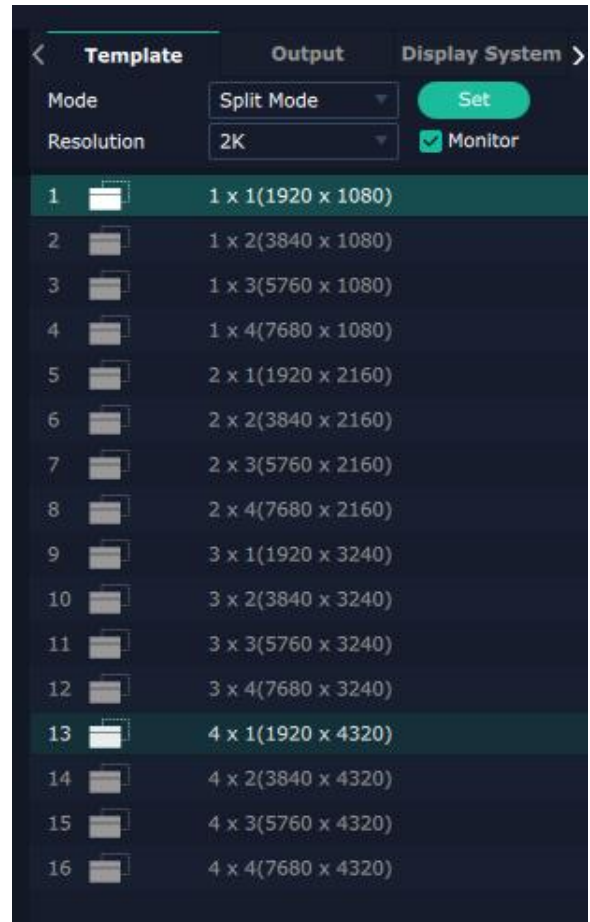 Template Output Display System
Mode Split Mode Set
Resolution 2K Monitor
1 1 x 1(1920 x 1080)
2 1 x 2(3840 x 1080)
3 1 x 3(5760 x 1080)
4 1 x 4(7680 x 1080)
5 2 x 1(1920 x 2160)
6 2 x 2(3840 x 2160)
7 2 x 3(5760 x 2160)
8 2 x 4(7680 x 2160)
9 3 x 1(1920 x 3240)
10 3 x 2(3840 x 3240)
11 3 x 3(5760 x 3240)
12 3 x 4(7680 x 3240)
13 4 x 1(1920 x 4320)
14 4 x 2(3840 x 4320)
15 4 x 3(5760 x 4320)
16 4 x 4(7680 x 4320)